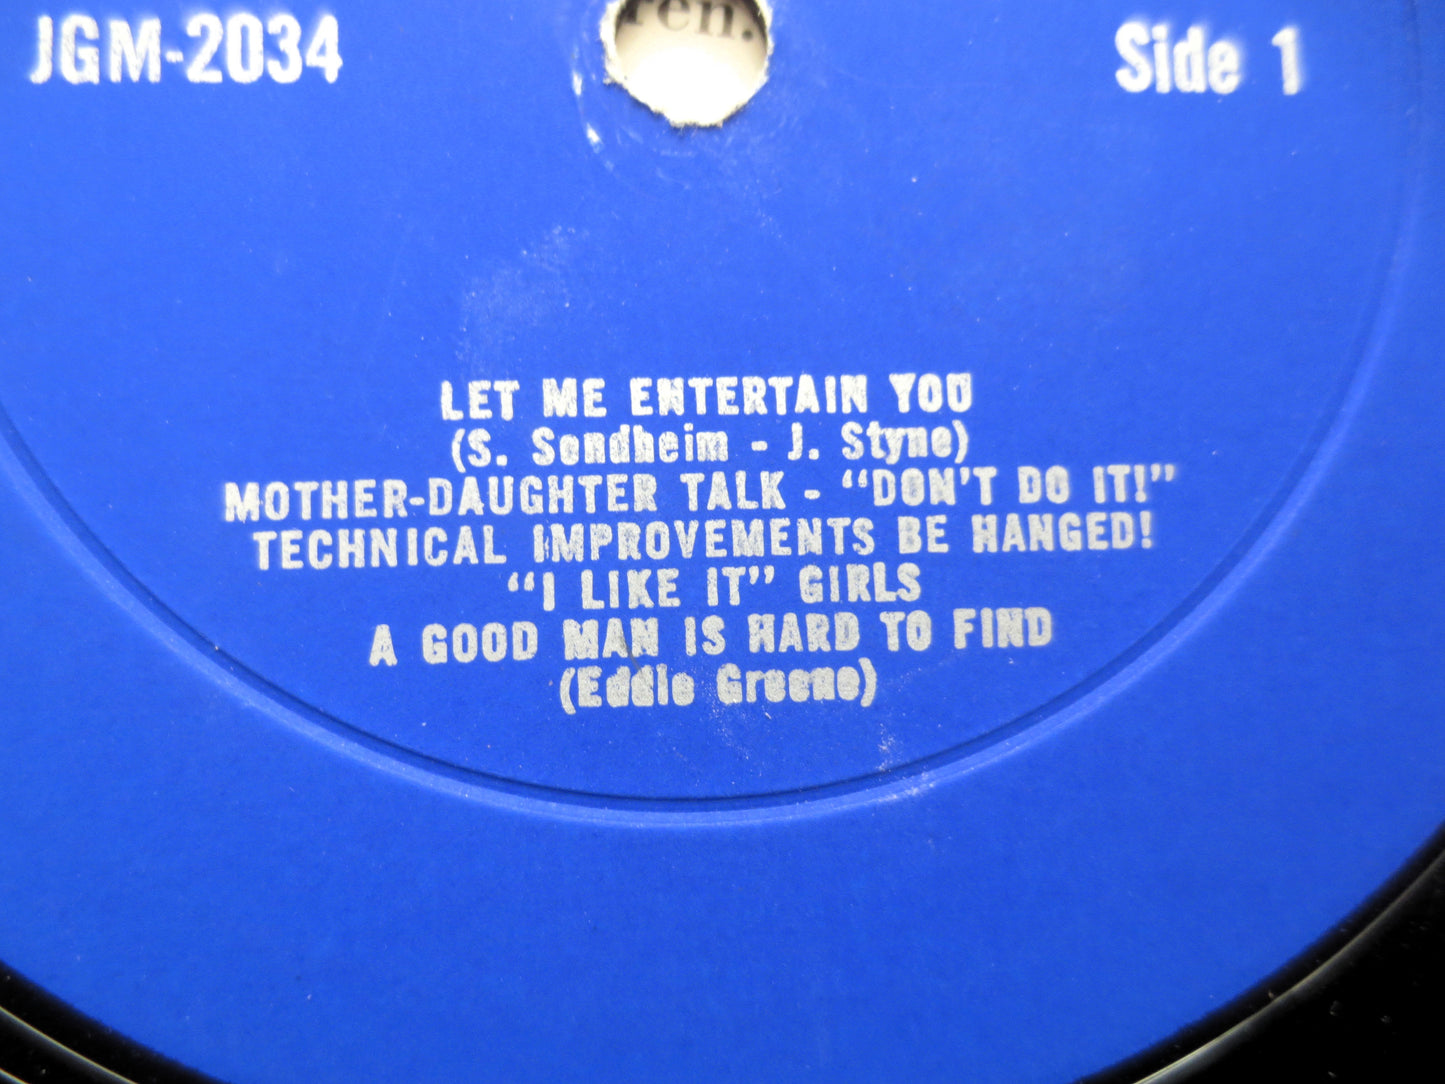 ren.
JGM-2034 Side 1
LET ME ENTERTAIN YOU
(S. Sondheim - J. Styne)
MOTHER-DAUGHTER TALK - “DON'T DO IT!”
TECHNICAL IMPROVEMENTS BE HANGED!
“I LIKE IT” GIRLS
A GOOD MAN IS HARD TO FIND
(Eddie Greene)